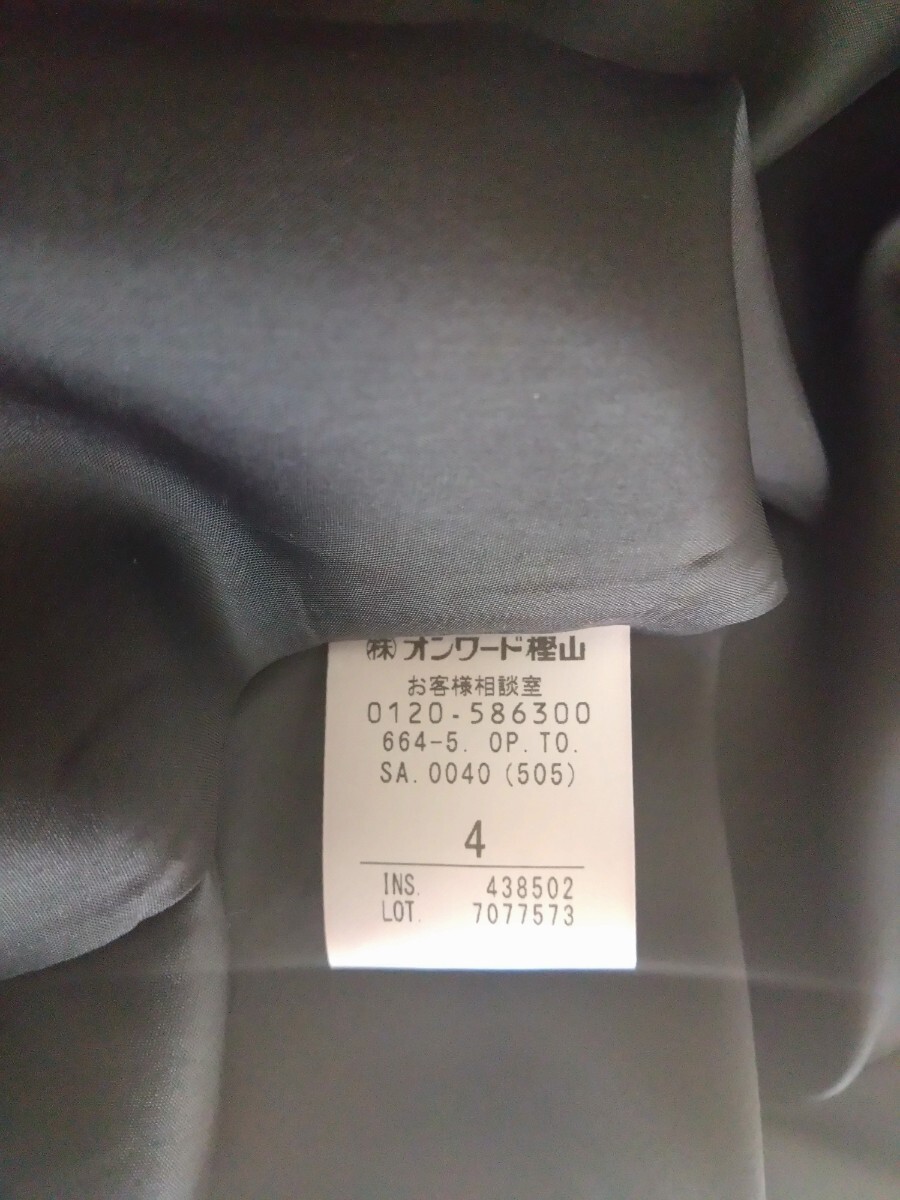 ㈱オンワード樫山
お客様相談室
0120-586300
664-5. OP.TO.
SA.0040(505)
4
INS. 438502
LOT. 7077573